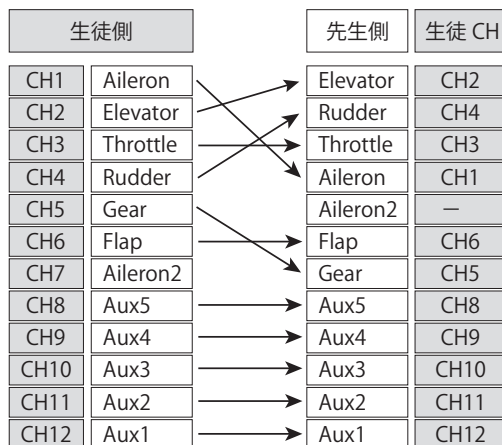 生徒側 先生側 生徒 CH
CH1 Aileron Elevator CH2
CH2 Elevator Rudder CH4
CH3 Throttle Throttle CH3
CH4 Rudder Aileron CH1
CH5 Gear Aileron2 －
CH6 Flap Flap CH6
CH7 Aileron2 Gear CH5
CH8 Aux5 Aux5 CH8
CH9 Aux4 Aux4 CH9
CH10 Aux3 Aux3 CH10
CH11 Aux2 Aux2 CH11
CH12 Aux1 Aux1 CH12